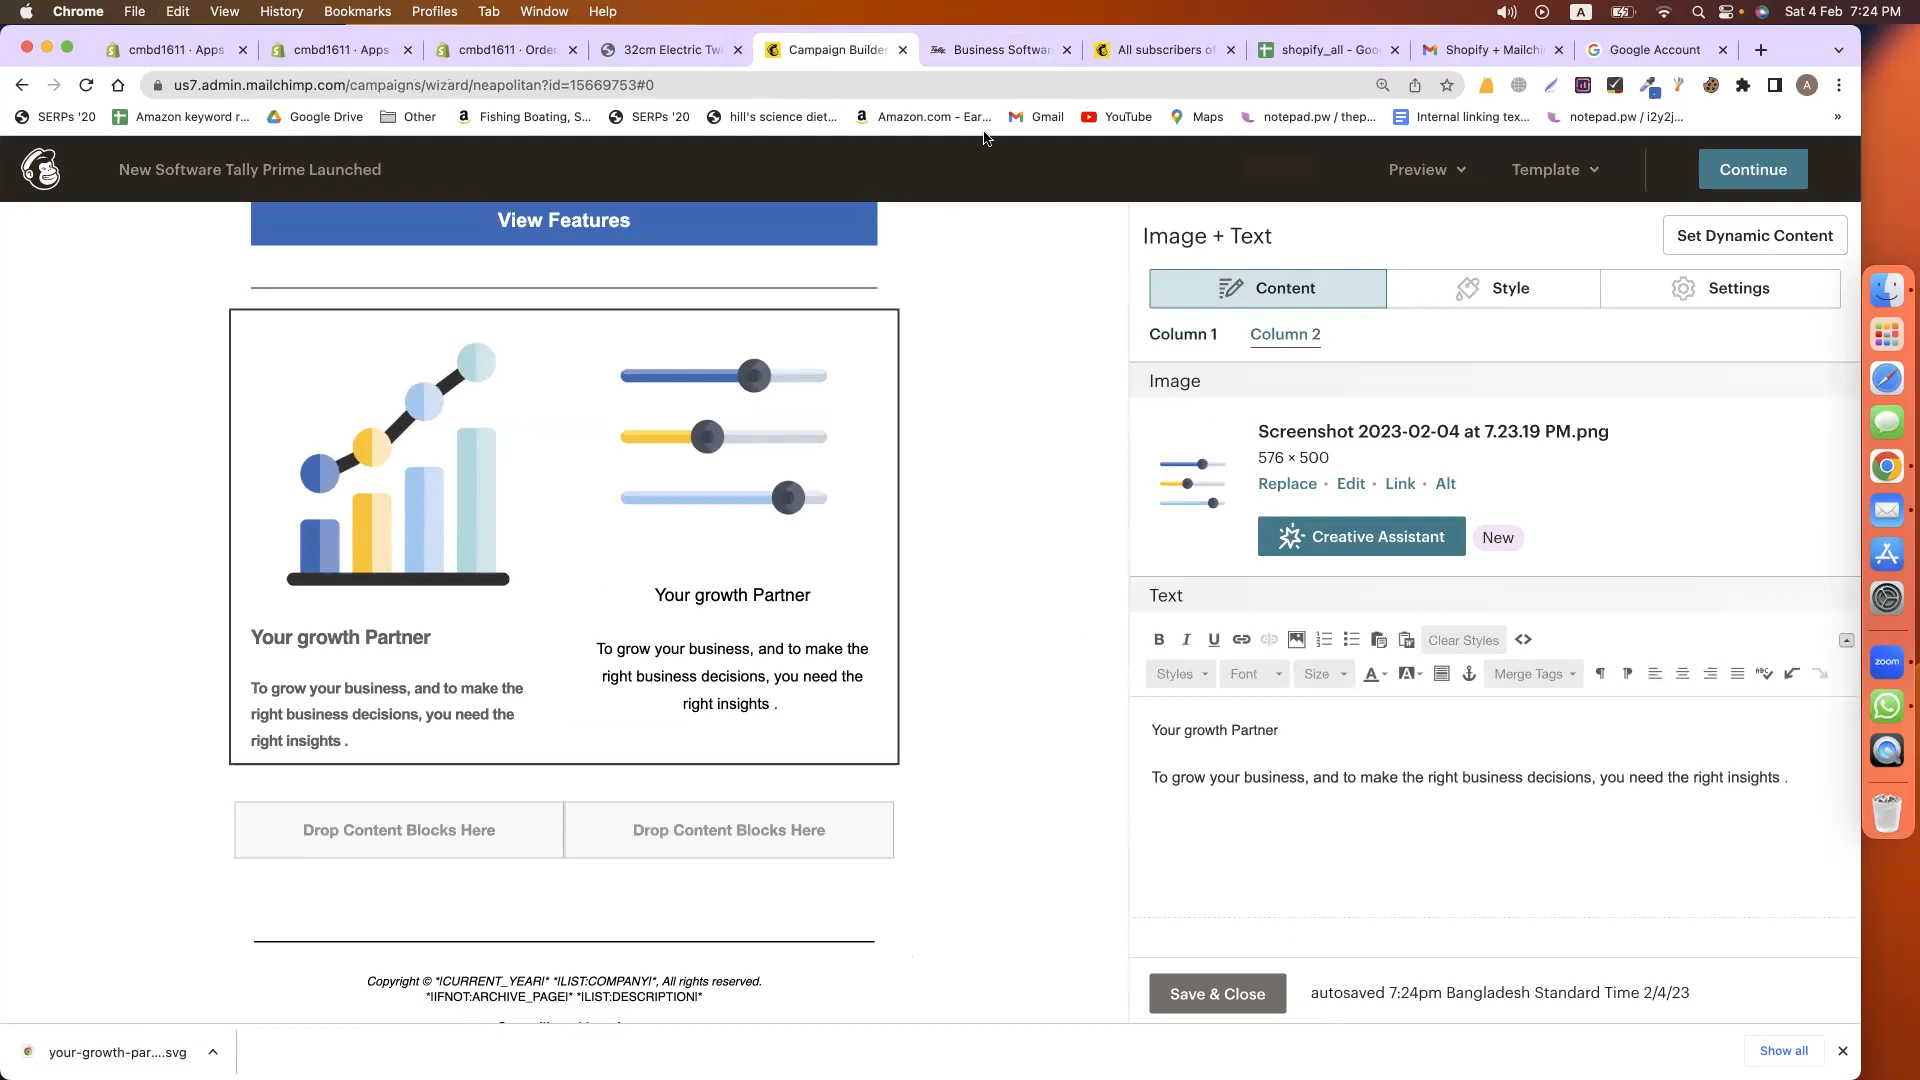 Chrome File Edit View History Bookmarks Profiles Tab Window Help
A
Sat 4 Feb 7:24 PM
cmbd1611 · Apps
cmbd1611 · Apps
cmbd1611 · Order
32cm Electric Twi
Campaign Builde
Business Softwar
All subscribers of
shopify_all - Goo
Shopify + Mailchi
Google Account
us7.admin.mailchimp.com/campaigns/wizard/neapolitan?id=15669753#0
A
SERPs '20
Amazon keyword r...
Google Drive
Other
Fishing Boating, S...
SERPs '20
hill's science diet...
Amazon.com - Ear...
Gmail
YouTube
Maps
notepad.pw / thep...
Internal linking tex...
notepad.pw / i2y2j...
»
New Software Tally Prime Launched
Preview
Template
Continue
View Features
Your growth Partner
To grow your business, and to make the
right business decisions, you need the
right insights .
Your growth Partner
To grow your business, and to make the
right business decisions, you need the
right insights .
Drop Content Blocks Here
Drop Content Blocks Here
Copyright © *|CURRENT_YEAR|* *|LIST:COMPANY|*, All rights reserved.
*|IFNOT:ARCHIVE_PAGE|* *|LIST:DESCRIPTION|*
Image + Text
Set Dynamic Content
Content
Style
Settings
Column 1
Column 2
Image
Screenshot 2023-02-04 at 7.23.19 PM.png
576 × 500
Replace · Edit · Link · Alt
Creative Assistant
New
Text
B I U
Clear Styles
Styles
Font
Size
A
A
Merge Tags
ABC
Your growth Partner
To grow your business, and to make the right business decisions, you need the right insights .
Save & Close
autosaved 7:24pm Bangladesh Standard Time 2/4/23
zoom
your-growth-par....svg
Show all